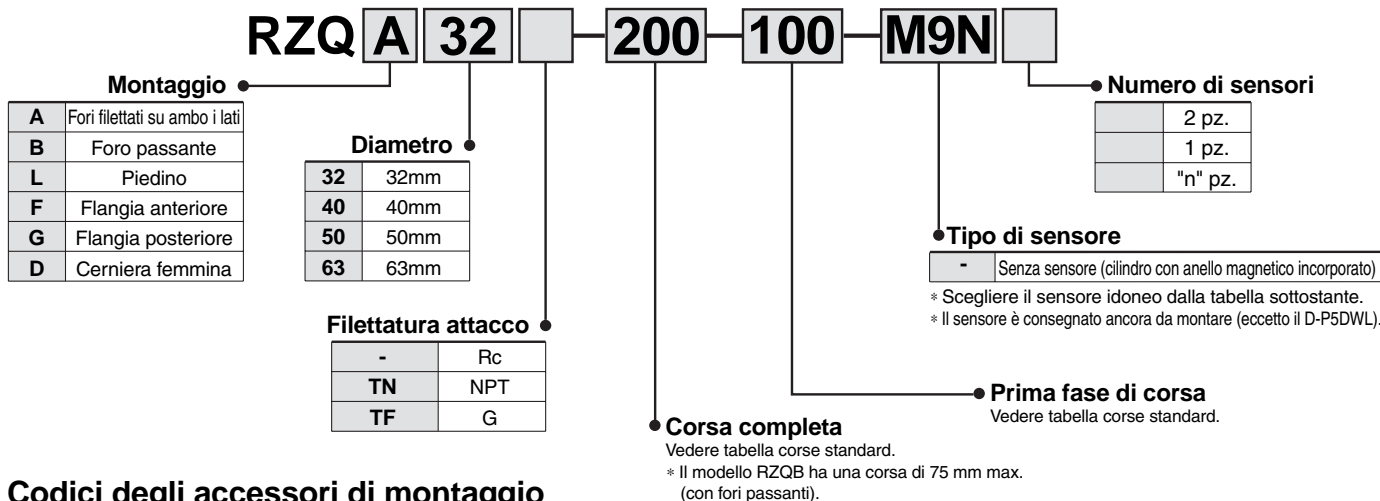 RZQ A 32 - 200 - 100 - M9N
Montaggio
A Fori filettati su ambo i lati
B Foro passante
L Piedino
F Flangia anteriore
G Flangia posteriore
D Cerniera femmina
Diametro
32 32mm
40 40mm
50 50mm
63 63mm
Filettatura attacco
- Rc
TN NPT
TF G
Numero di sensori
2 pz.
1 pz.
"n" pz.
Tipo di sensore
- Senza sensore (cilindro con anello magnetico incorporato)
∗ Scegliere il sensore idoneo dalla tabella sottostante.
∗ Il sensore è consegnato ancora da montare (eccetto il D-P5DWL).
Prima fase di corsa
Vedere tabella corse standard.
Corsa completa
Vedere tabella corse standard.
∗ Il modello RZQB ha una corsa di 75 mm max.
(con fori passanti).
Codici degli accessori di montaggio